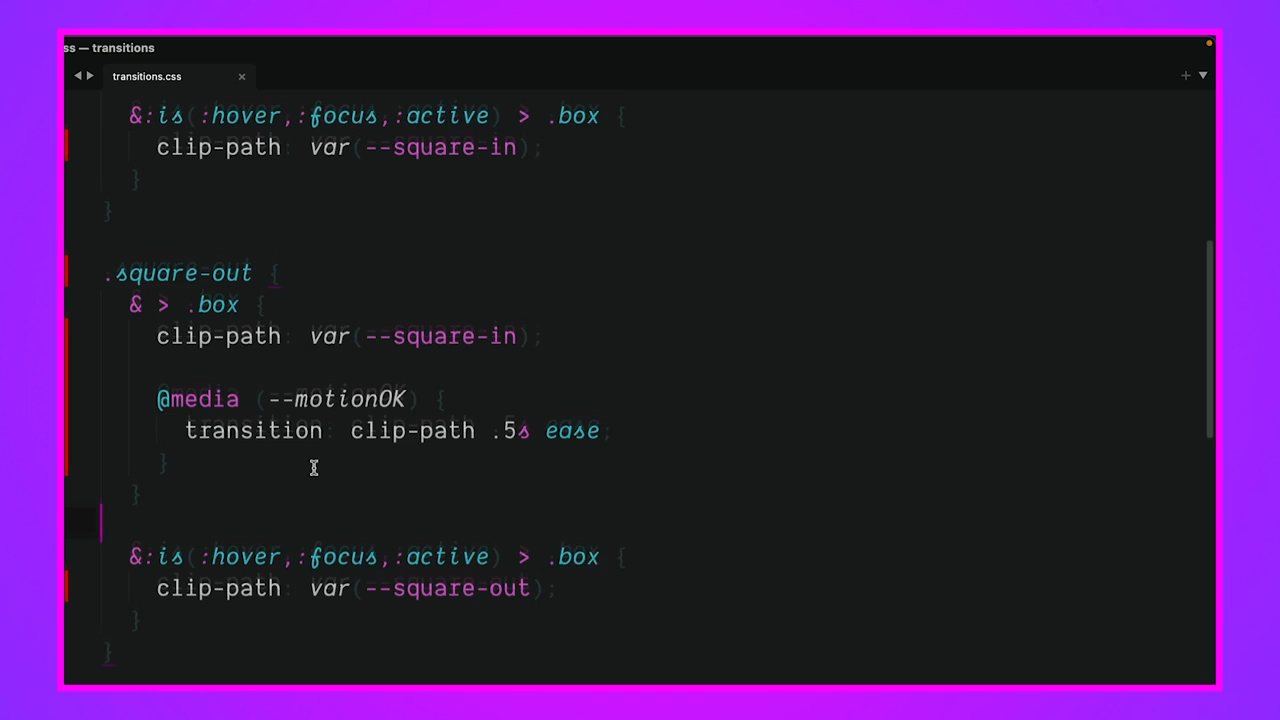 ss — transitions
transitions.css
&:is(:hover,:focus,:active) > .box {
clip-path: var(--square-in);
}
}
.square-out {
& > .box {
clip-path: var(--square-in);
@media (--motionOK) {
transition: clip-path .5s ease;
}
}
&:is(:hover,:focus,:active) > .box {
clip-path: var(--square-out);
}
}